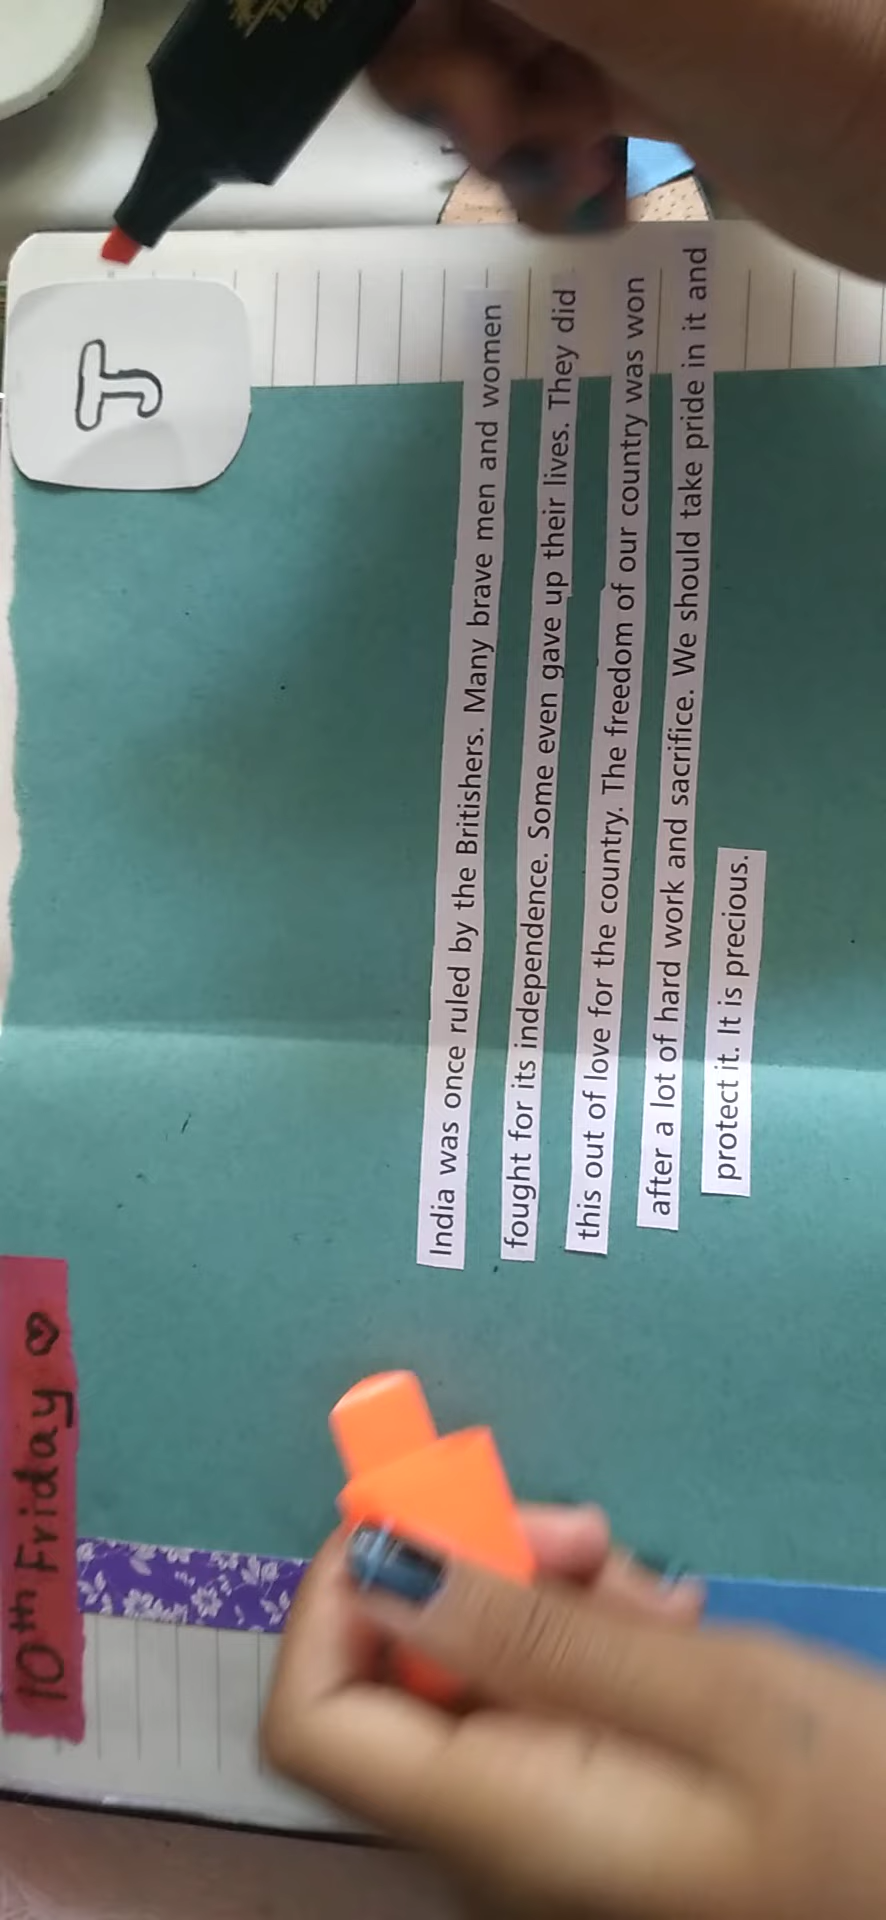 10th Friday
J
India was once ruled by the Britishers. Many brave men and women
fought for its independence. Some even gave up their lives. They did
this out of love for the country. The freedom of our country was won
after a lot of hard work and sacrifice. We should take pride in it and
protect it. It is precious.